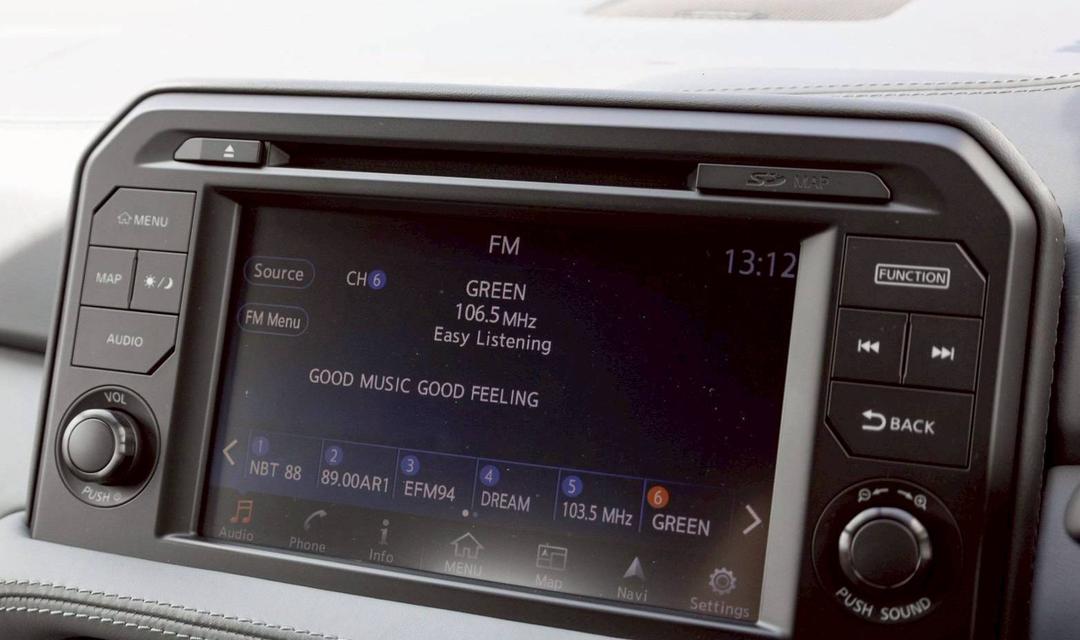 SD MAP
MENU
MAP
AUDIO
VOL
PUSH
FM
13:12
Source
CH 6
GREEN
FM Menu
106.5 MHz
Easy Listening
GOOD MUSIC GOOD FEELING
1 NBT 88
2 89.00AR1
3 EFM94
4 DREAM
5 103.5 MHz
6 GREEN
Audio
Phone
Info
MENU
Map
Navi
Settings
FUNCTION
BACK
PUSH SOUND